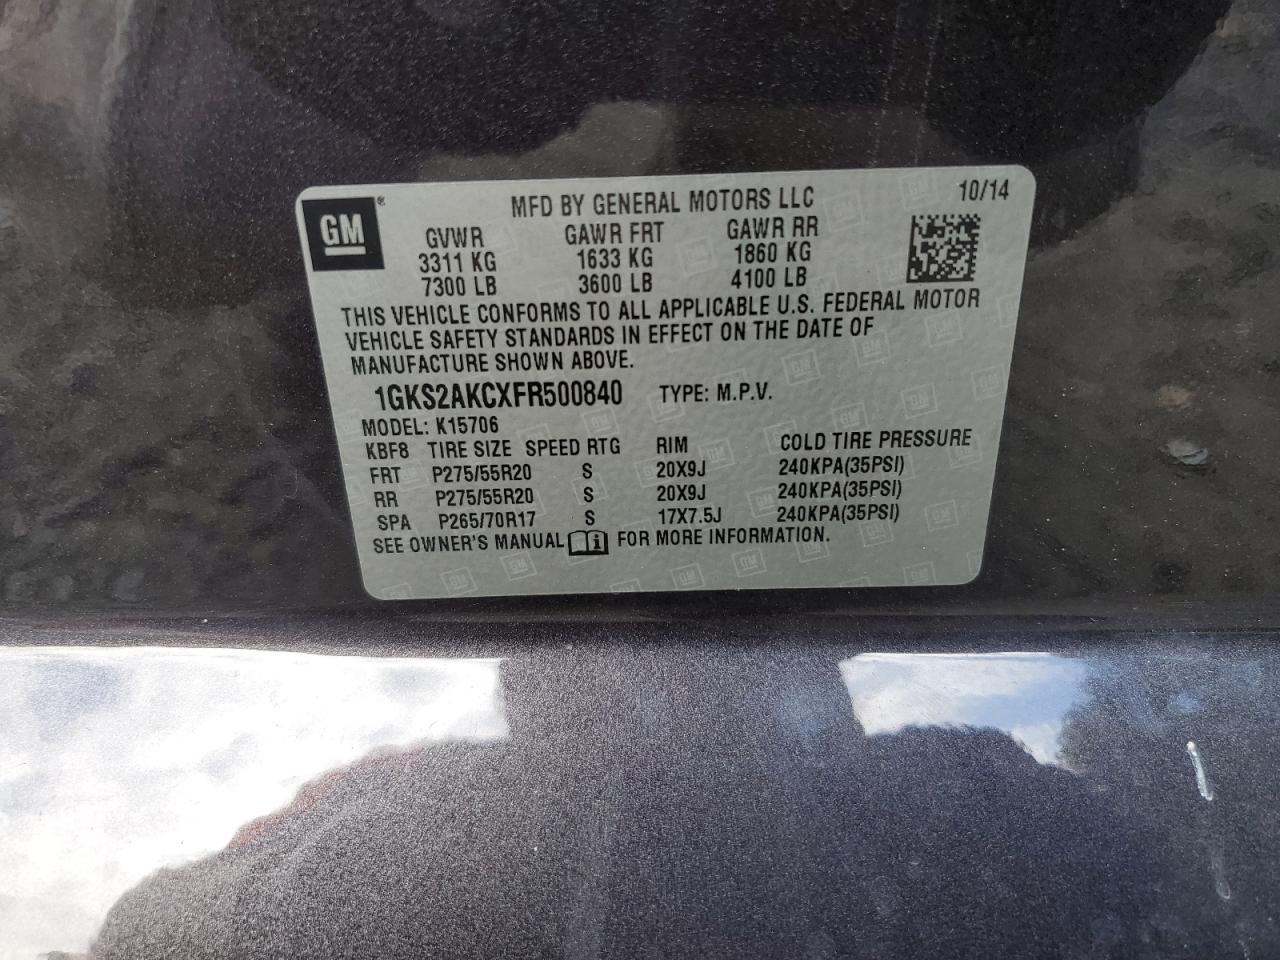 GM®
MFD BY GENERAL MOTORS LLC 10/14
GVWR GAWR FRT GAWR RR
3311 KG 1633 KG 1860 KG
7300 LB 3600 LB 4100 LB
THIS VEHICLE CONFORMS TO ALL APPLICABLE U.S. FEDERAL MOTOR
VEHICLE SAFETY STANDARDS IN EFFECT ON THE DATE OF
MANUFACTURE SHOWN ABOVE.
1GKS2AKCXFR500840 TYPE: M.P.V.
MODEL: K15706
KBF8 TIRE SIZE SPEED RTG RIM COLD TIRE PRESSURE
FRT P275/55R20 S 20X9J 240KPA(35PSI)
RR P275/55R20 S 20X9J 240KPA(35PSI)
SPA P265/70R17 S 17X7.5J 240KPA(35PSI)
SEE OWNER'S MANUAL i FOR MORE INFORMATION.